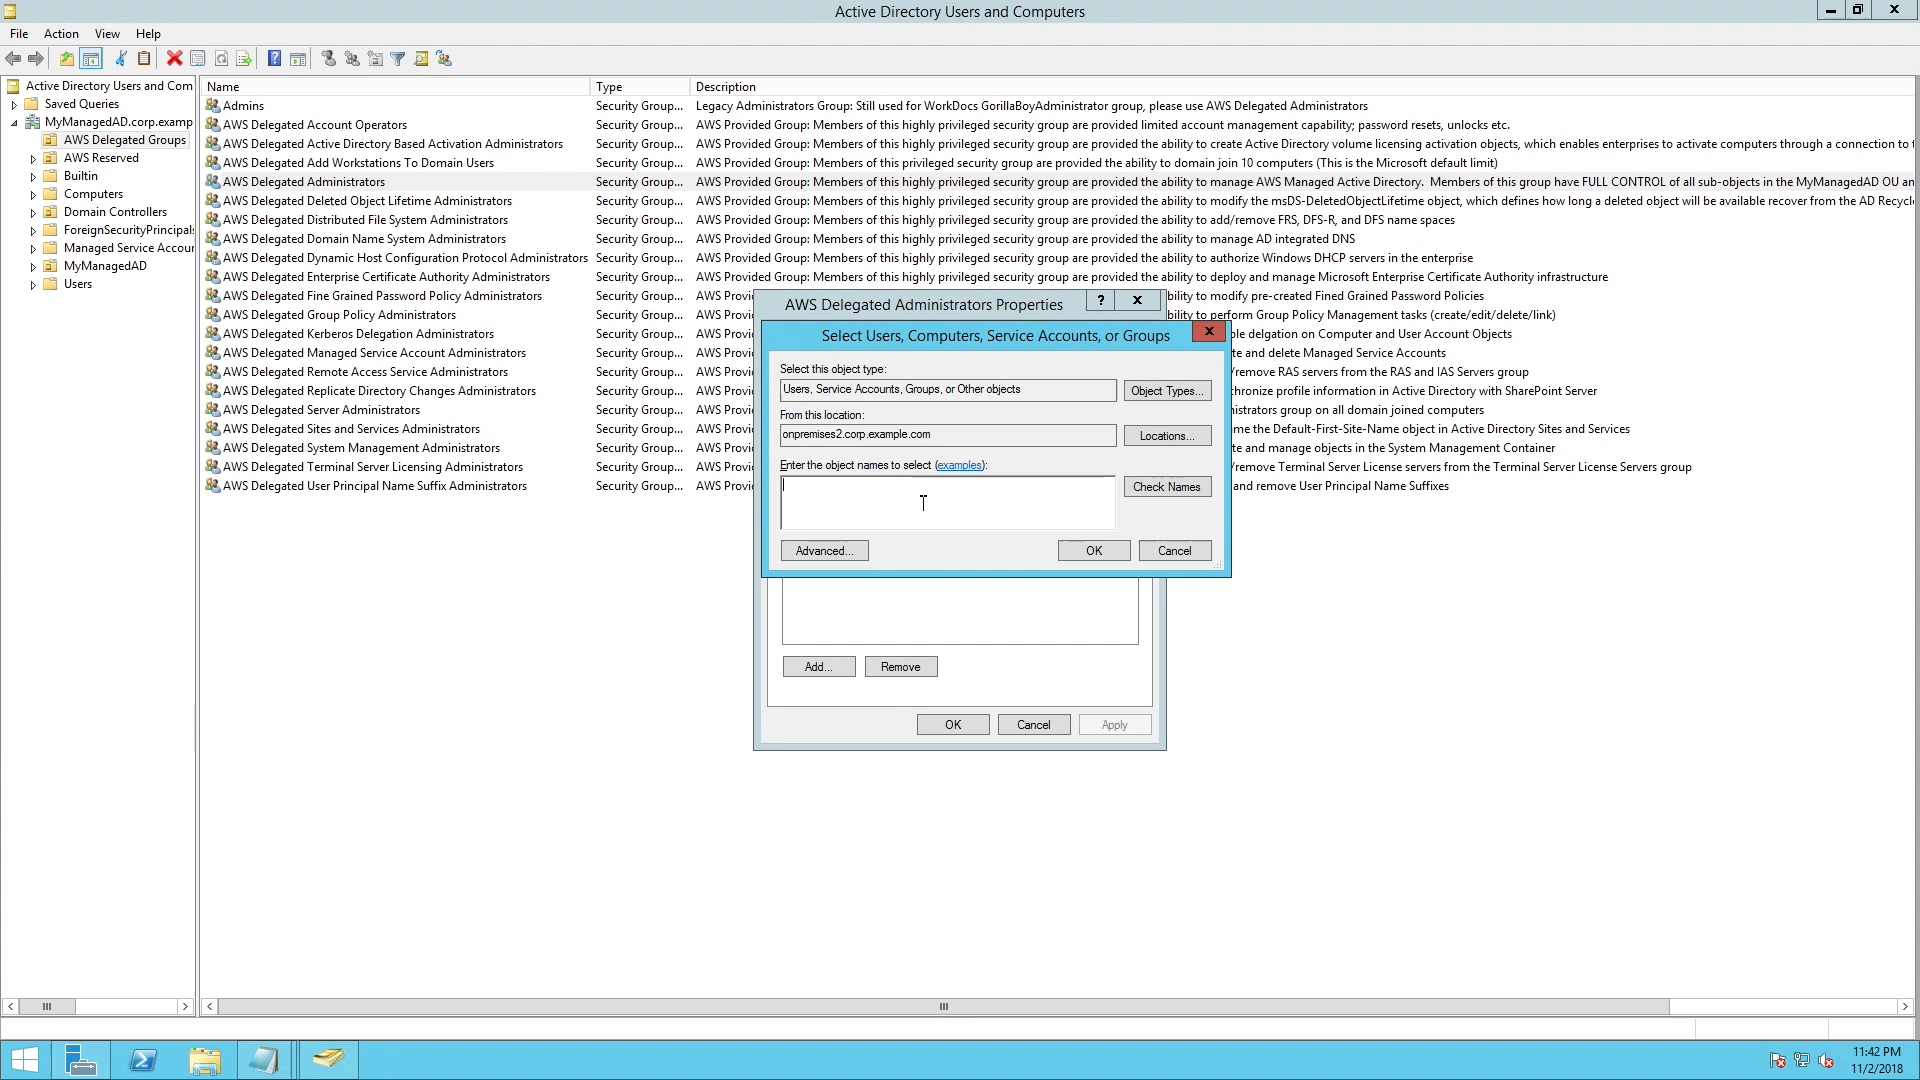 Active Directory Users and Computers
File Action View Help
Active Directory Users and Com
Saved Queries
MyManagedAD.corp.examp
AWS Delegated Groups
AWS Reserved
Builtin
Computers
Domain Controllers
ForeignSecurityPrincipals
Managed Service Accour
MyManagedAD
Users
Name Type Description
Admins Security Group... Legacy Administrators Group: Still used for WorkDocs GorillaBoyAdministrator group, please use AWS Delegated Administrators
AWS Delegated Account Operators Security Group... AWS Provided Group: Members of this highly privileged security group are provided limited account management capability; password resets, unlocks etc.
AWS Delegated Active Directory Based Activation Administrators Security Group... AWS Provided Group: Members of this highly privileged security group are provided the ability to create Active Directory volume licensing activation objects, which enables enterprises to activate computers through a connection to t
AWS Delegated Add Workstations To Domain Users Security Group... AWS Provided Group: Members of this privileged security group are provided the ability to domain join 10 computers (This is the Microsoft default limit)
AWS Delegated Administrators Security Group... AWS Provided Group: Members of this highly privileged security group are provided the ability to manage AWS Managed Active Directory. Members of this group have FULL CONTROL of all sub-objects in the MyManagedAD OU an
AWS Delegated Deleted Object Lifetime Administrators Security Group... AWS Provided Group: Members of this highly privileged security group are provided the ability to modify the msDS-DeletedObjectLifetime object, which defines how long a deleted object will be available recover from the AD Recycle
AWS Delegated Distributed File System Administrators Security Group... AWS Provided Group: Members of this highly privileged security group are provided the ability to add/remove FRS, DFS-R, and DFS name spaces
AWS Delegated Domain Name System Administrators Security Group... AWS Provided Group: Members of this highly privileged security group are provided the ability to manage AD integrated DNS
AWS Delegated Dynamic Host Configuration Protocol Administrators Security Group... AWS Provided Group: Members of this highly privileged security group are provided the ability to authorize Windows DHCP servers in the enterprise
AWS Delegated Enterprise Certificate Authority Administrators Security Group... AWS Provided Group: Members of this highly privileged security group are provided the ability to deploy and manage Microsoft Enterprise Certificate Authority infrastructure
AWS Delegated Fine Grained Password Policy Administrators Security Group... AWS Provi bility to modify pre-created Fined Grained Password Policies
AWS Delegated Group Policy Administrators Security Group... AWS Provi bility to perform Group Policy Management tasks (create/edit/delete/link)
AWS Delegated Kerberos Delegation Administrators Security Group... AWS Provi ble delgation on Computer and User Account Objects
AWS Delegated Managed Service Account Administrators Security Group... AWS Provi te and delete Managed Service Accounts
AWS Delegated Remote Access Service Administrators Security Group... AWS Provi /remove RAS servers from the RAS and IAS Servers group
AWS Delegated Replicate Directory Changes Administrators Security Group... AWS Provi chronize profile information in Active Directory with SharePoint Server
AWS Delegated Server Administrators Security Group... AWS Provi nistrators group on all domain joined computers
AWS Delegated Sites and Services Administrators Security Group... AWS Provi me the Default-First-Site-Name object in Active Directory Sites and Services
AWS Delegated System Management Administrators Security Group... AWS Provi te and manage objects in the System Management Container
AWS Delegated Terminal Server Licensing Administrators Security Group... AWS Provi /remove Terminal Server License servers from the Terminal Server License Servers group
AWS Delegated User Principal Name Suffix Administrators Security Group... AWS Provi and remove User Principal Name Suffixes
AWS Delegated Administrators Properties ? x
Select Users, Computers, Service Accounts, or Groups x
Select this object type:
Users, Service Accounts, Groups, or Other objects Object Types...
From this location:
onpremises2.corp.example.com Locations...
Enter the object names to select (examples):
Check Names
Advanced... OK Cancel
Add... Remove
OK Cancel Apply
11:42 PM
11/2/2018